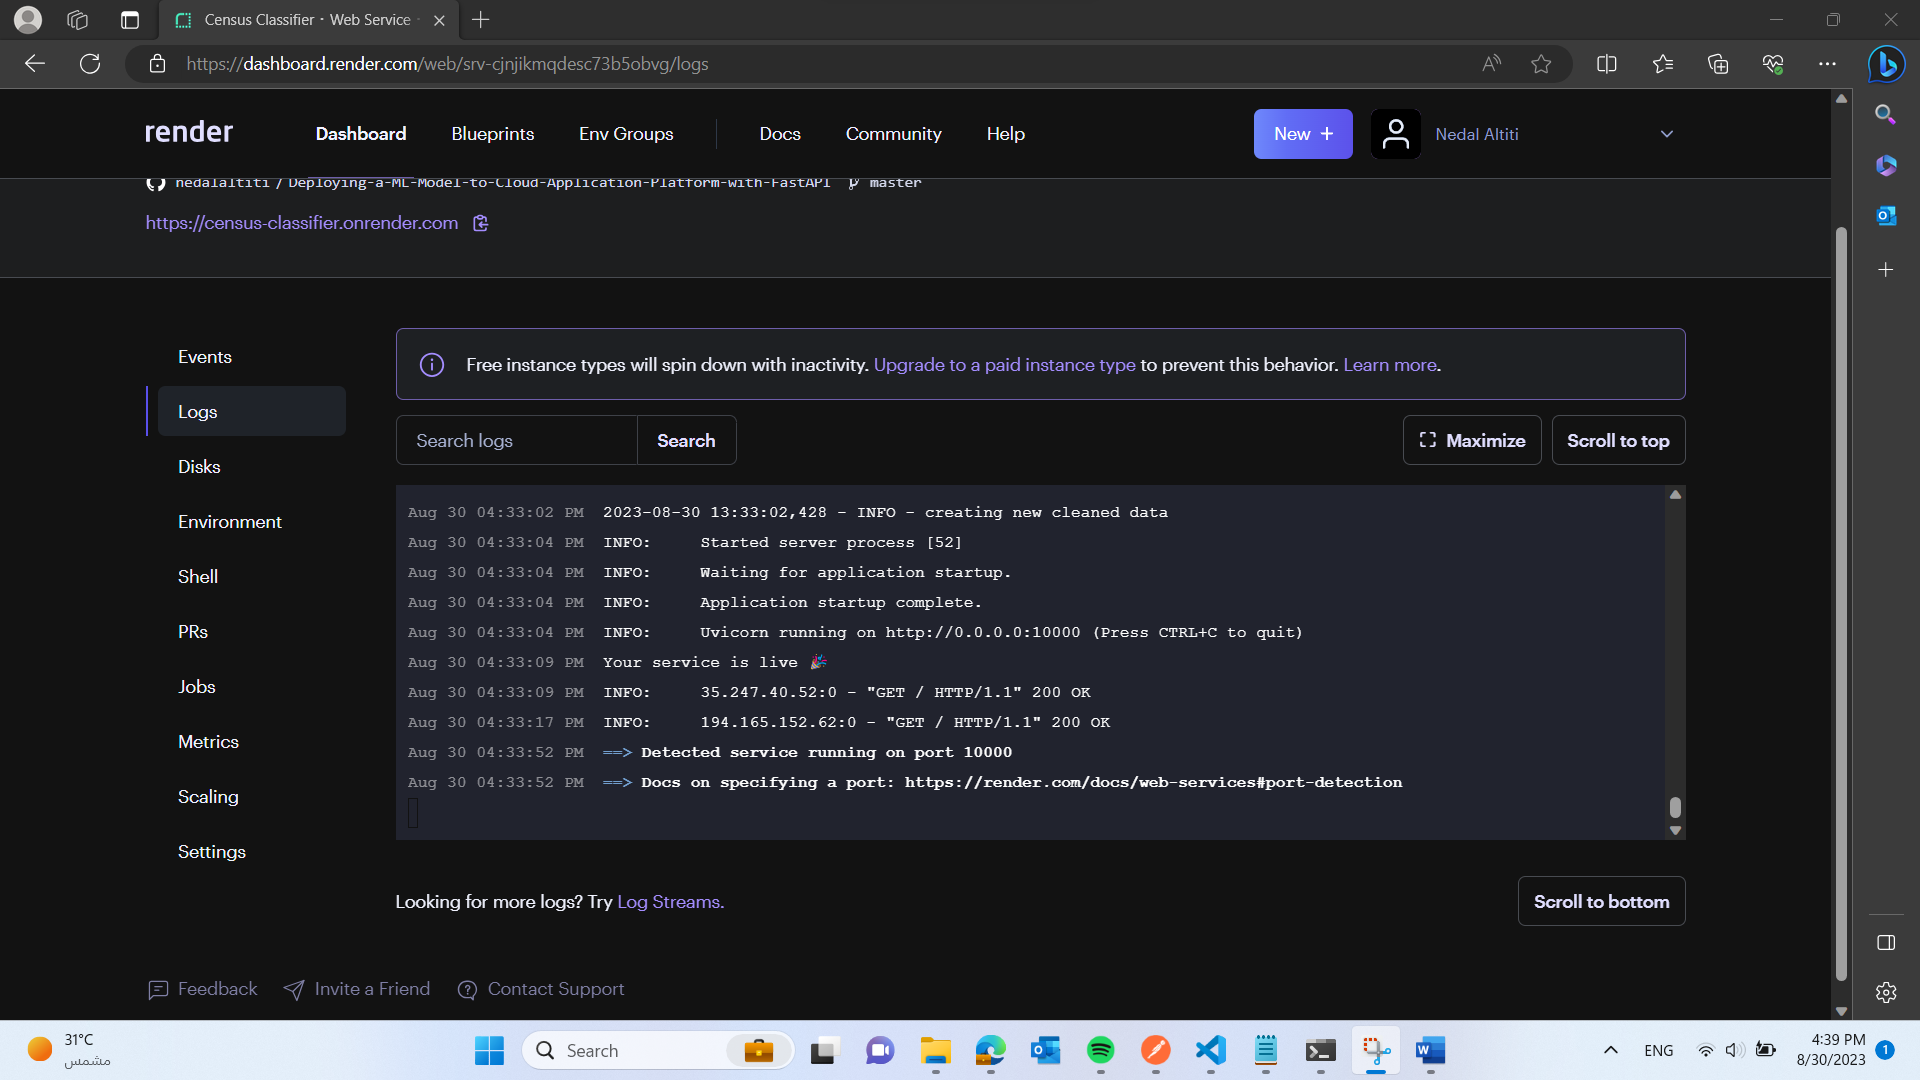 Census Classifier · Web Service
https://dashboard.render.com/web/srv-cjnjikmqdesc73b5obvg/logs
render
Dashboard
Blueprints
Env Groups
Docs
Community
Help
New +
Nedal Altiti
nedalaltiti / Deploying-a-ML-Model-to-Cloud-Application-Platform-with-FastAPI master
https://census-classifier.onrender.com
Events
Logs
Disks
Environment
Shell
PRs
Jobs
Metrics
Scaling
Settings
Free instance types will spin down with inactivity. Upgrade to a paid instance type to prevent this behavior. Learn more.
Search logs
Search
Maximize
Scroll to top
Aug 30 04:33:02 PM 2023-08-30 13:33:02,428 - INFO - creating new cleaned data
Aug 30 04:33:04 PM INFO: Started server process [52]
Aug 30 04:33:04 PM INFO: Waiting for application startup.
Aug 30 04:33:04 PM INFO: Application startup complete.
Aug 30 04:33:04 PM INFO: Uvicorn running on http://0.0.0.0:10000 (Press CTRL+C to quit)
Aug 30 04:33:09 PM Your service is live 🎉
Aug 30 04:33:09 PM INFO: 35.247.40.52:0 - "GET / HTTP/1.1" 200 OK
Aug 30 04:33:17 PM INFO: 194.165.152.62:0 - "GET / HTTP/1.1" 200 OK
Aug 30 04:33:52 PM ==> Detected service running on port 10000
Aug 30 04:33:52 PM ==> Docs on specifying a port: https://render.com/docs/web-services#port-detection
Looking for more logs? Try Log Streams.
Scroll to bottom
Feedback
Invite a Friend
Contact Support
31°C
مشمس
Search
ENG
4:39 PM
8/30/2023
1